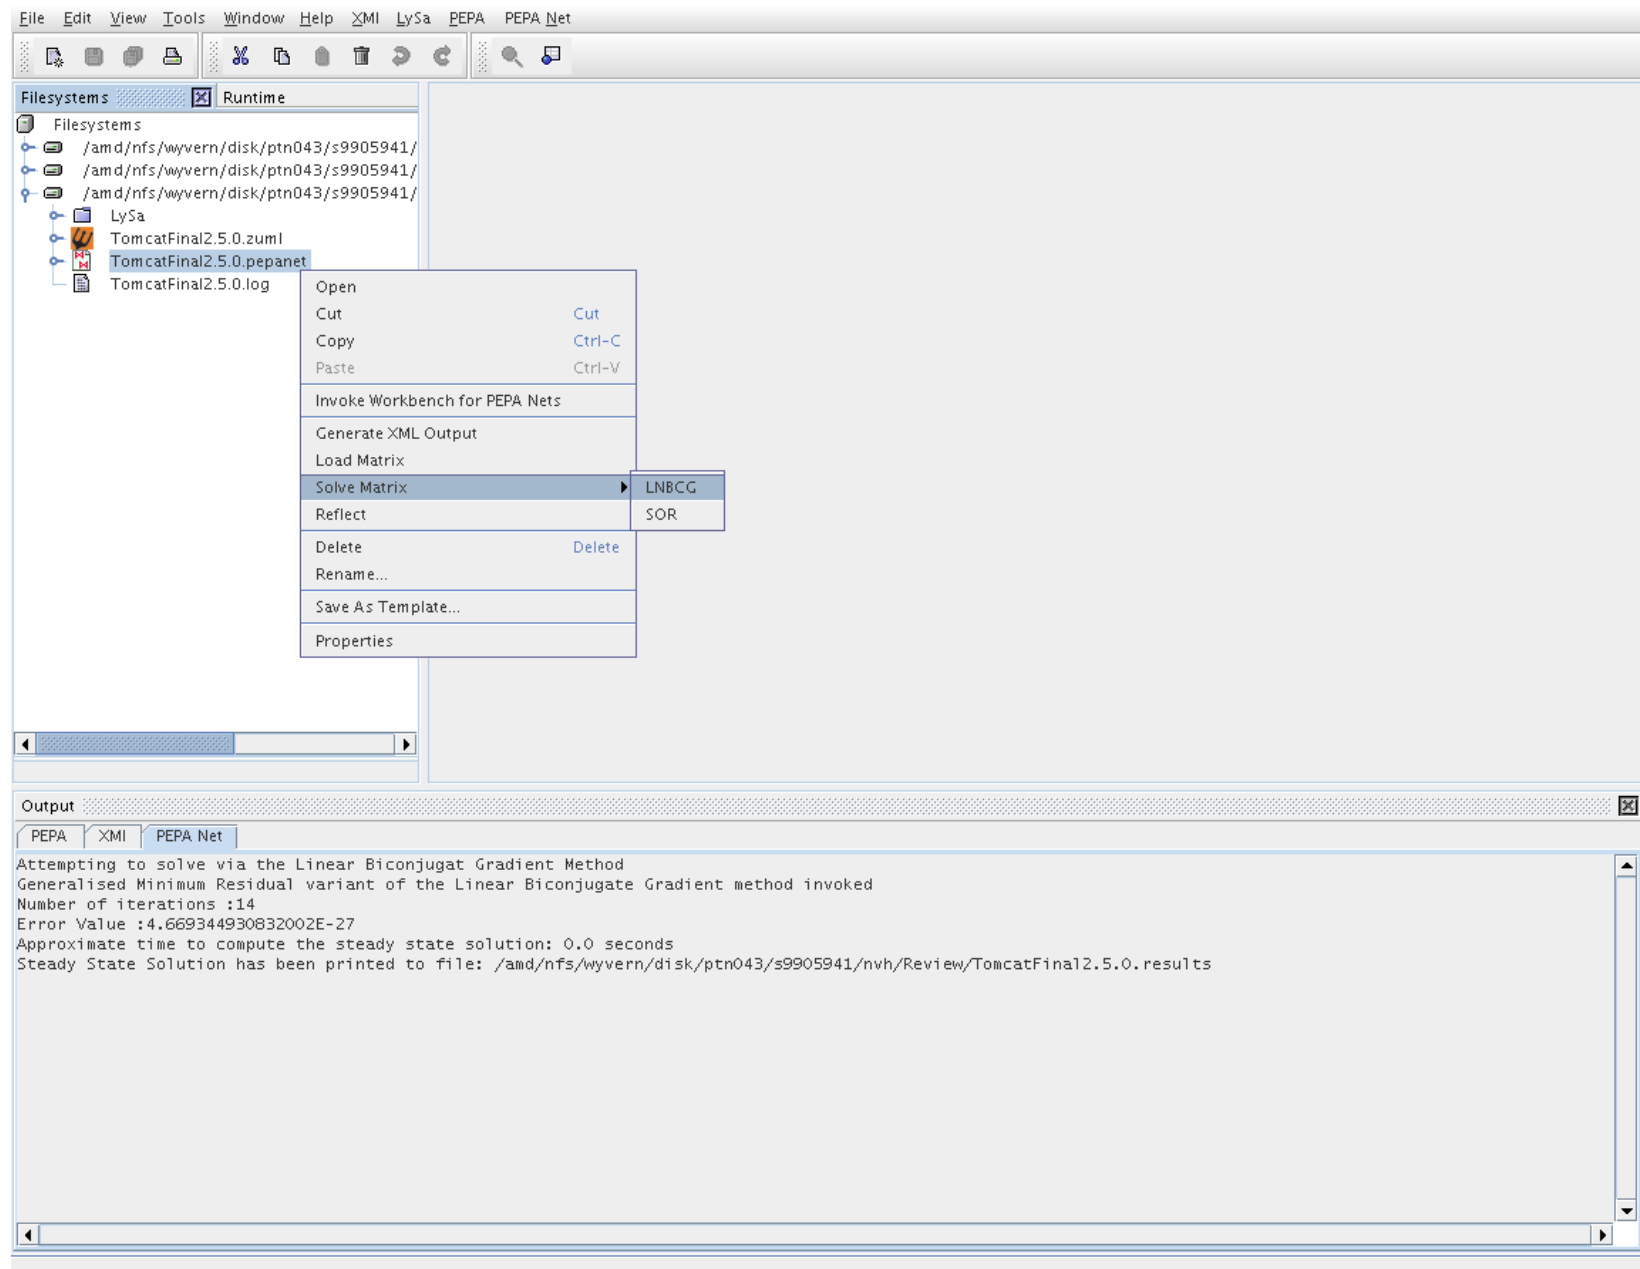 File Edit View Tools Window Help XMI LySa PEPA PEPA Net
Filesystems Runtime
Filesystems
/amd/nfs/wyvern/disk/ptn043/s9905941/
/amd/nfs/wyvern/disk/ptn043/s9905941/
/amd/nfs/wyvern/disk/ptn043/s9905941/
LySa
TomcatFinal2.5.0.zuml
TomcatFinal2.5.0.pepanet
TomcatFinal2.5.0.log
Open
Cut Cut
Copy Ctrl-C
Paste Ctrl-V
Invoke Workbench for PEPA Nets
Generate XML Output
Load Matrix
Solve Matrix LNBCG
Reflect SOR
Delete Delete
Rename...
Save As Template...
Properties
Output
PEPA XMI PEPA Net
Attempting to solve via the Linear Biconjugat Gradient Method
Generalised Minimum Residual variant of the Linear Biconjugate Gradient method invoked
Number of iterations :14
Error Value :4.669344930832002E-27
Approximate time to compute the steady state solution: 0.0 seconds
Steady State Solution has been printed to file: /amd/nfs/wyvern/disk/ptn043/s9905941/nvh/Review/TomcatFinal2.5.0.results